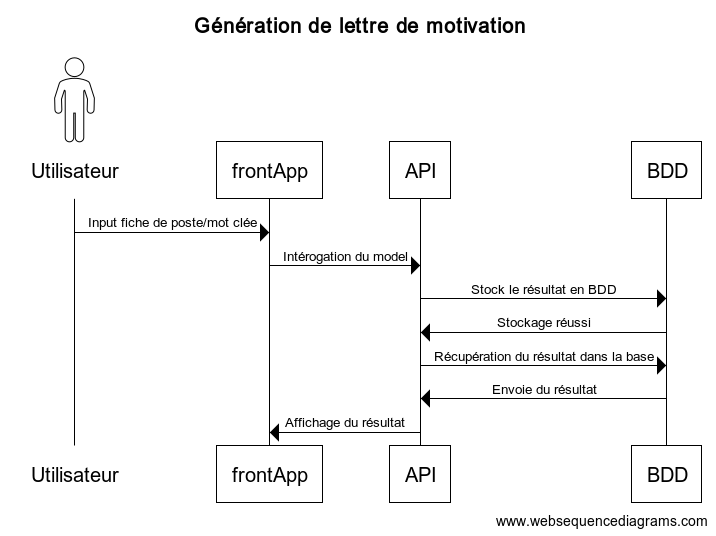 Génération de lettre de motivation
Utilisateur
frontApp
API
BDD
Input fiche de poste/mot clée
Intérogation du model
Stock le résultat en BDD
Stockage réussi
Récupération du résultat dans la base
Envoie du résultat
Affichage du résultat
Utilisateur
frontApp
API
BDD
www.websequencediagrams.com